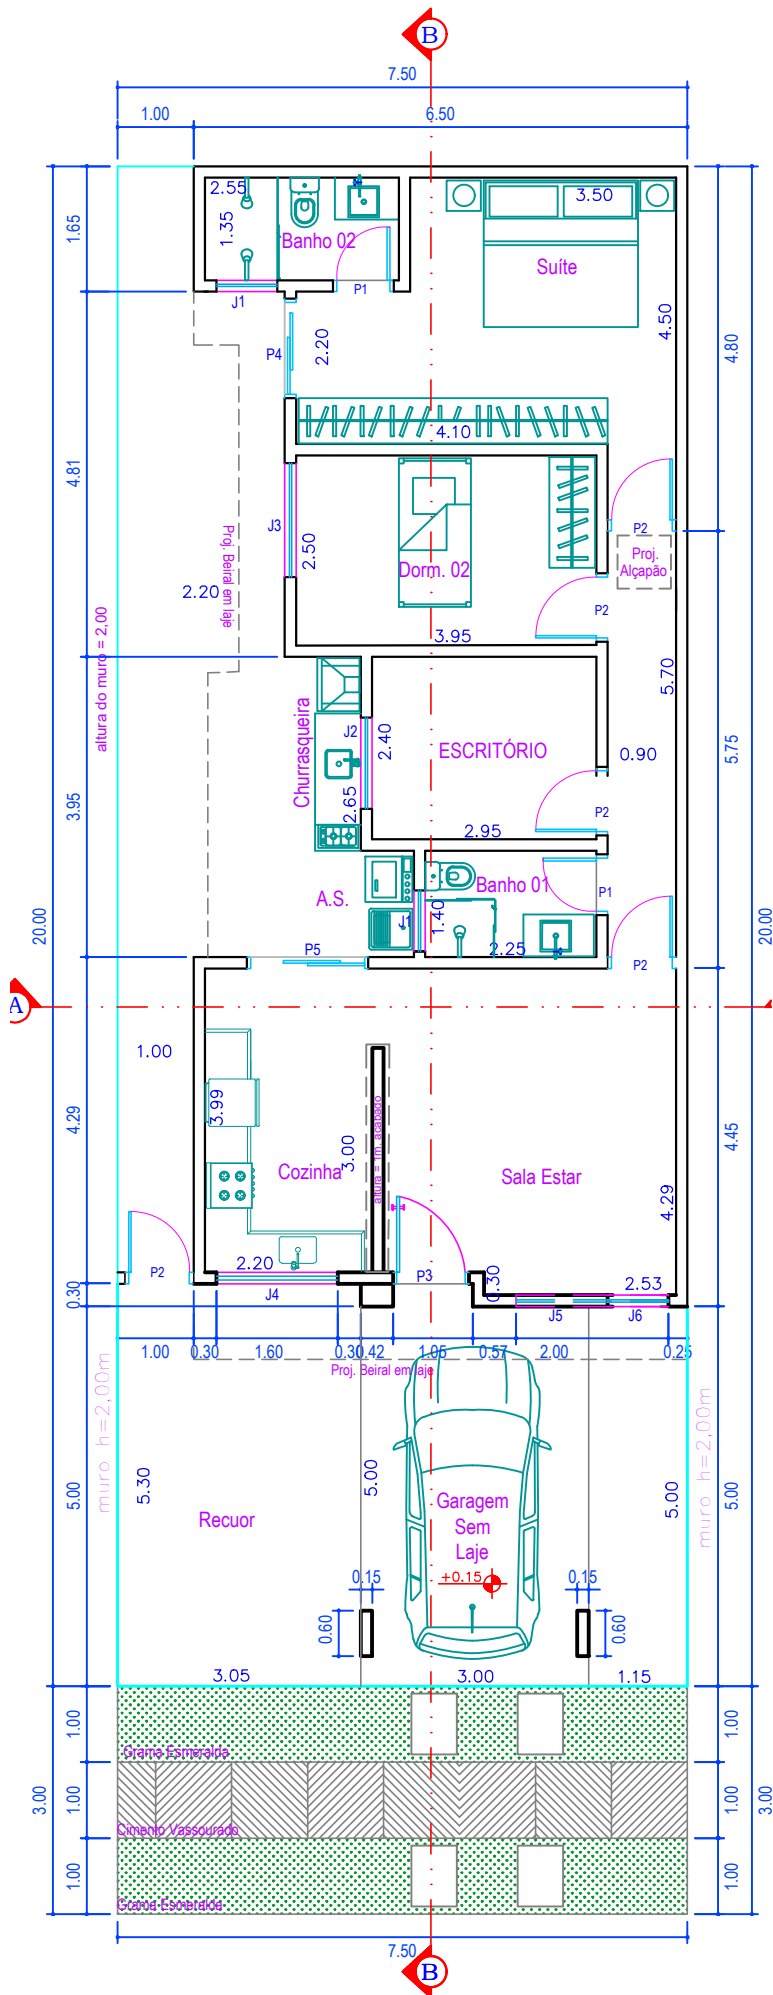 B
7.50
1.00
6.50
2.55
1.35
Banho 02
3.50
Suíte
1.65
P1
J1
4.50
P4
2.20
4.80
4.10
4.81
J3
2.50
P2
Proj.
Alçapão
Dorm. 02
Proj. Beiral em laje
2.20
P2
3.95
altura do muro = 2,00
5.70
Churrasqueira
J2
2.40
ESCRITÓRIO
0.90
5.75
3.95
2.65
P2
2.95
A.S.
Banho 01
P1
J1
1.40
20.00
20.00
P5
2.25
P2
A
1.00
3.99
altura = 1m. acabado
3.00
4.29
4.45
Cozinha
Sala Estar
4.29
P2
2.20
P3
0.30
0.30
2.53
J4
J5
J6
1.00
0.30
1.60
0.30
0.42
1.05
0.57
2.00
0.25
Proj. Beiral em laje
muro h=2,00m
muro h=2,00m
5.30
5.00
5.00
5.00
5.00
Recuor
Garagem
Sem
Laje
+0.15
0.15
0.15
0.60
0.60
3.05
3.00
1.15
1.00
1.00
Grama Esmeralda
3.00
1.00
1.00
3.00
Cimento Vassourado
1.00
1.00
Grama Esmeralda
7.50
B